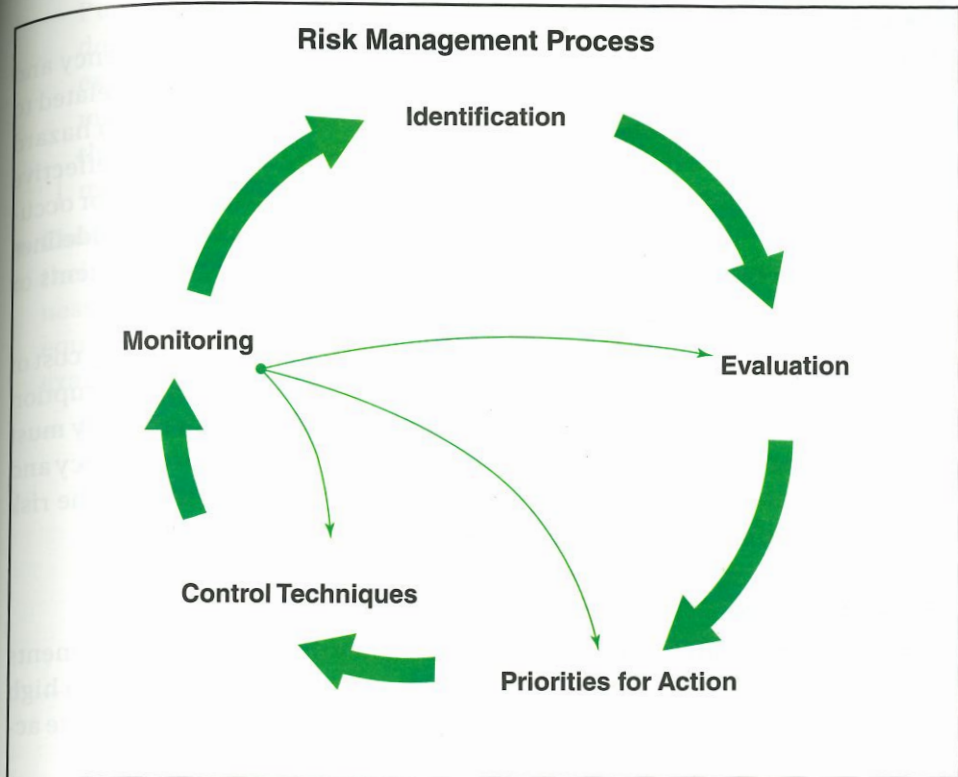 Risk Management Process
Identification
Monitoring
Evaluation
Control Techniques
Priorities for Action